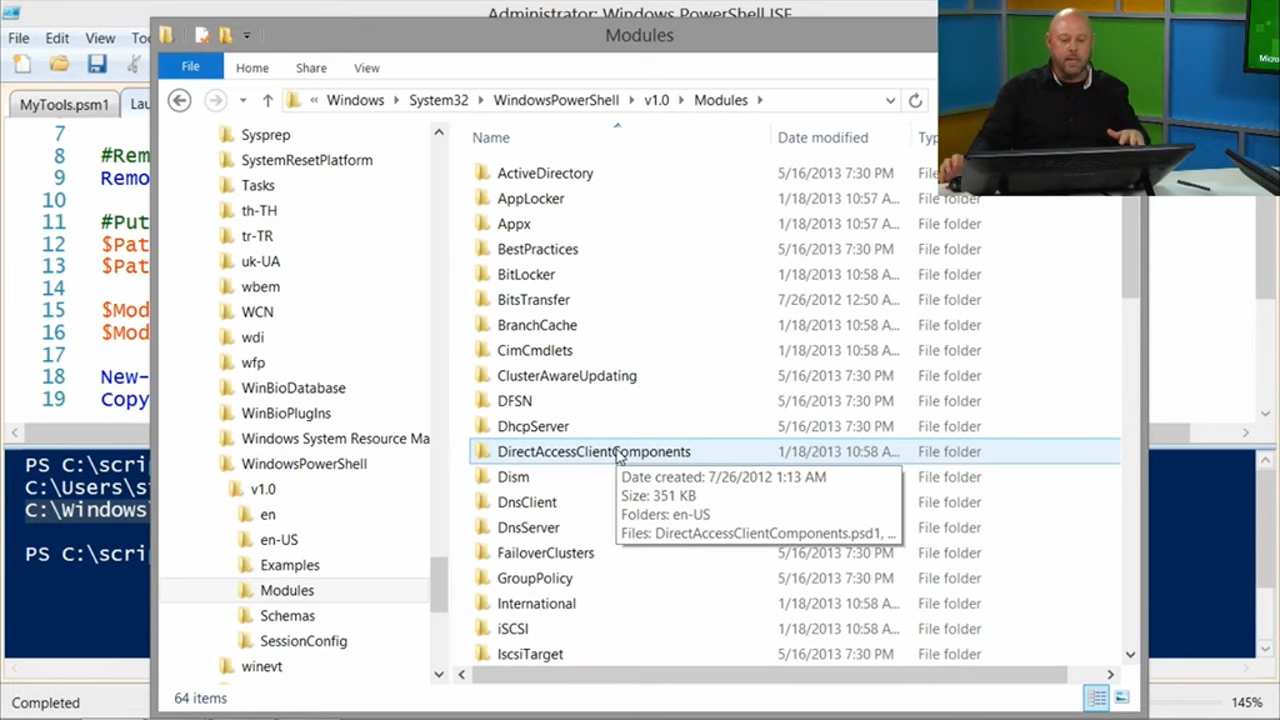 Administrator: Windows PowerShell ISE
File Edit View
MyTools.psm1
7
8 #Rem
9 Remo
10
11 #Put
12 $Pat
13 $Pat
14
15 $Mod
16 $Mod
17
18 New-
19 Copy
PS C:\scri
C:\Users\s
C:\Windows
PS C:\scri
Completed
145%
Modules
File Home Share View
« Windows System32 WindowsPowerShell v1.0 Modules
Sysprep
SystemResetPlatform
Tasks
th-TH
tr-TR
uk-UA
wbem
WCN
wdi
wfp
WinBioDatabase
WinBioPlugIns
Windows System Resource Ma
WindowsPowerShell
v1.0
en
en-US
Examples
Modules
Schemas
SessionConfig
winevt
Name Date modified Typ
ActiveDirectory 5/16/2013 7:30 PM File folder
AppLocker 1/18/2013 10:57 A... File folder
Appx 1/18/2013 10:57 A... File folder
BestPractices 5/16/2013 7:30 PM File folder
BitLocker 1/18/2013 10:58 A... File folder
BitsTransfer 7/26/2012 12:50 A... File folder
BranchCache 1/18/2013 10:58 A... File folder
CimCmdlets 1/18/2013 10:58 A... File folder
ClusterAwareUpdating 5/16/2013 7:30 PM File folder
DFSN 5/16/2013 7:30 PM File folder
DhcpServer 5/16/2013 7:30 PM File folder
DirectAccessClientComponents 1/18/2013 10:58 A... File folder
Dism File folder
DnsClient File folder
DnsServer File folder
FailoverClusters 5/16/2013 7:30 PM File folder
GroupPolicy 5/16/2013 7:30 PM File folder
International 1/18/2013 10:58 A... File folder
iSCSI 1/18/2013 10:58 A... File folder
IscsiTarget 5/16/2013 7:30 PM File folder
Date created: 7/26/2012 1:13 AM
Size: 351 KB
Folders: en-US
Files: DirectAccessClientComponents.psd1, ...
64 items
Micro